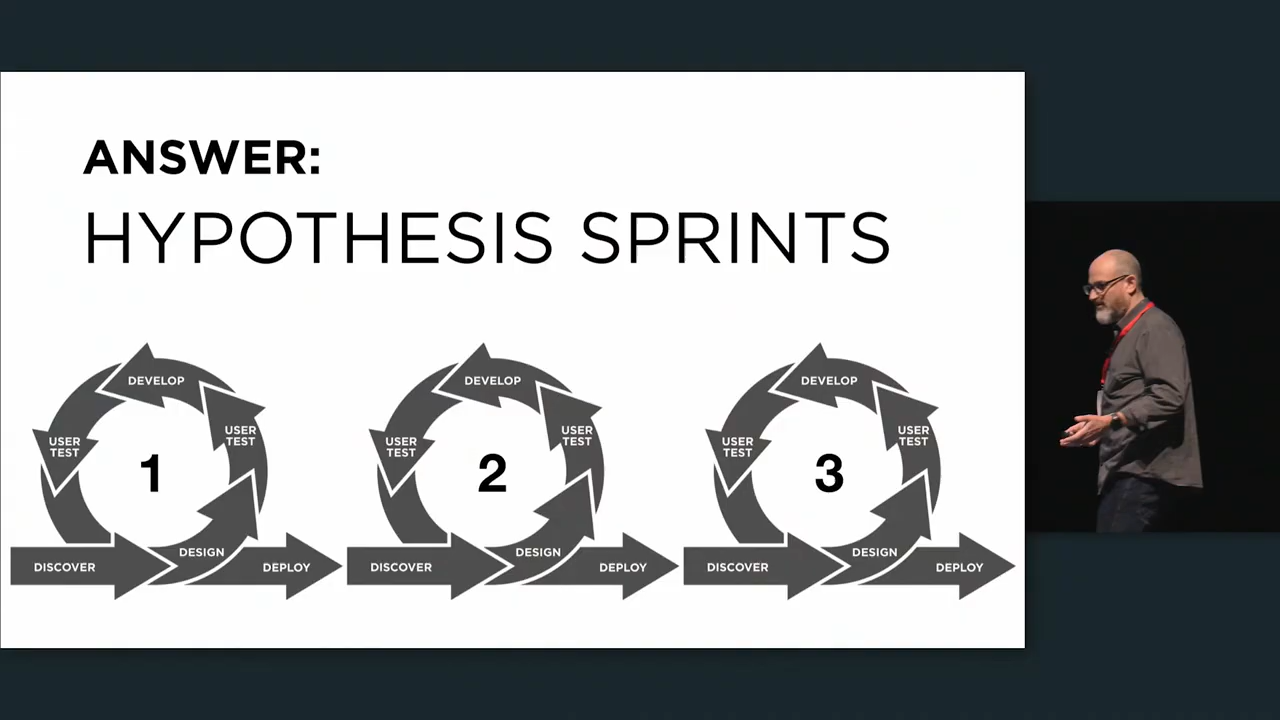 ANSWER:
HYPOTHESIS SPRINTS
DEVELOP
USER
TEST
USER
TEST
1
DESIGN
DISCOVER
DEPLOY
DEVELOP
USER
TEST
USER
TEST
2
DESIGN
DISCOVER
DEPLOY
DEVELOP
USER
TEST
USER
TEST
3
DESIGN
DISCOVER
DEPLOY